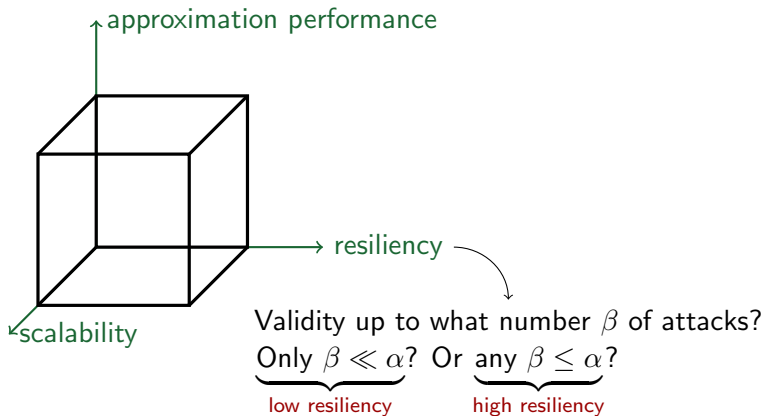 approximation performance
resiliency
scalability
Validity up to what number β of attacks?
Only β ≪ α? Or any β ≤ α?
low resiliency high resiliency